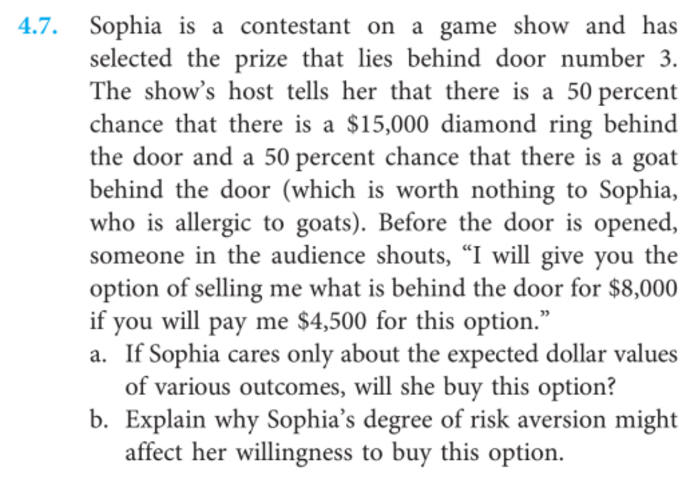 4.7. Sophia is a contestant on a game show and has
selected the prize that lies behind door number 3.
The show's host tells her that there is a 50 percent
chance that there is a $15,000 diamond ring behind
the door and a 50 percent chance that there is a goat
behind the door (which is worth nothing to Sophia,
who is allergic to goats). Before the door is opened,
someone in the audience shouts, “I will give you the
option of selling me what is behind the door for $8,000
if you will pay me $4,500 for this option.”
a. If Sophia cares only about the expected dollar values
of various outcomes, will she buy this option?
b. Explain why Sophia's degree of risk aversion might
affect her willingness to buy this option.